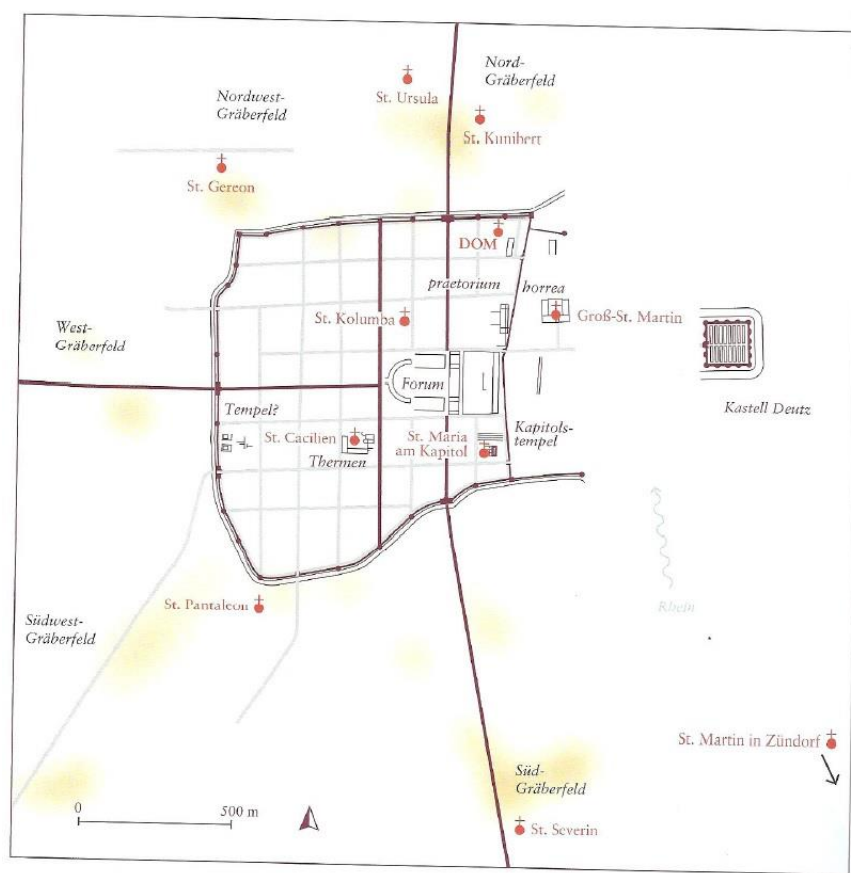 Nord-
Gräberfeld
St. Ursula
Nordwest-
Gräberfeld
St. Kunibert
St. Gereon
DOM
praetorium
horrea
St. Kolumba
Groß-St. Martin
West-
Gräberfeld
Forum
Kastell Deutz
Tempel?
St. Cäcilien
Thermen
St. Maria
am Kapitol
Kapitols-
tempel
St. Pantaleon
Rhein
Südwest-
Gräberfeld
St. Martin in Zündorf
Süd-
Gräberfeld
0
500 m
St. Severin